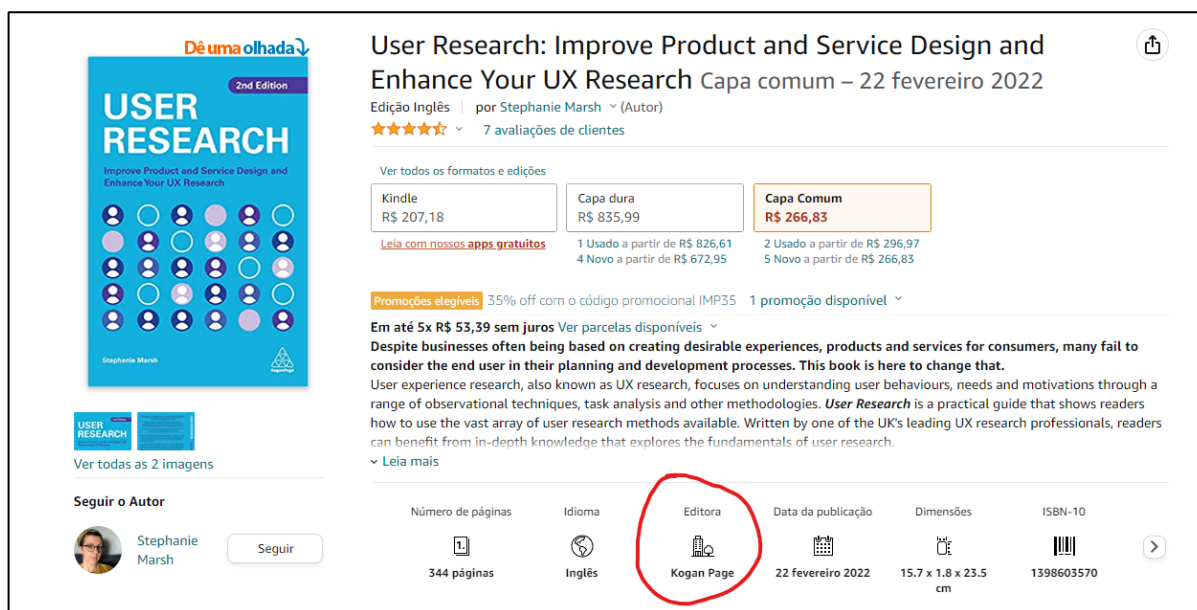 Dê uma olhada
2nd Edition
USER
RESEARCH
Improve Product and Service Design and
Enhance Your UX Research
Stephanie Marsh
KoganPage
USER
RESEARCH
Ver todas as 2 imagens
Seguir o Autor
Stephanie
Marsh
Seguir
User Research: Improve Product and Service Design and
Enhance Your UX Research Capa comum – 22 fevereiro 2022
Edição Inglês por Stephanie Marsh (Autor)
7 avaliações de clientes
Ver todos os formatos e edições
Kindle
R$ 207,18
Leia com nossos apps gratuitos
Capa dura
R$ 835,99
1 Usado a partir de R$ 826,61
4 Novo a partir de R$ 672,95
Capa Comum
R$ 266,83
2 Usado a partir de R$ 296,97
5 Novo a partir de R$ 266,83
Promoções elegíveis 35% off com o código promocional IMP35 1 promoção disponível
Em até 5x R$ 53,39 sem juros Ver parcelas disponíveis
Despite businesses often being based on creating desirable experiences, products and services for consumers, many fail to
consider the end user in their planning and development processes. This book is here to change that.
User experience research, also known as UX research, focuses on understanding user behaviours, needs and motivations through a
range of observational techniques, task analysis and other methodologies. User Research is a practical guide that shows readers
how to use the vast array of user research methods available. Written by one of the UK's leading UX research professionals, readers
can benefit from in-depth knowledge that explores the fundamentals of user research.
Leia mais
Número de páginas
1.
344 páginas
Idioma
Inglês
Editora
Kogan Page
Data da publicação
22 fevereiro 2022
Dimensões
15.7 x 1.8 x 23.5
cm
ISBN-10
1398603570